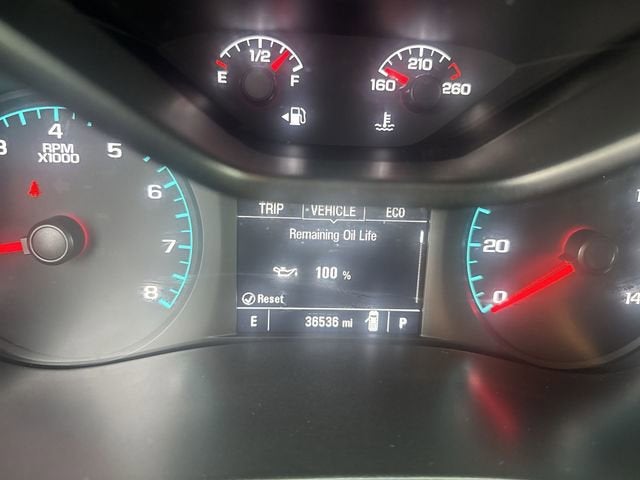 E 1/2 F
160 210 260
3 4 5 6 7 8
RPM
X1000
TRIP VEHICLE ECO
Remaining Oil Life
100 %
Reset
E 36536 mi P
20
0